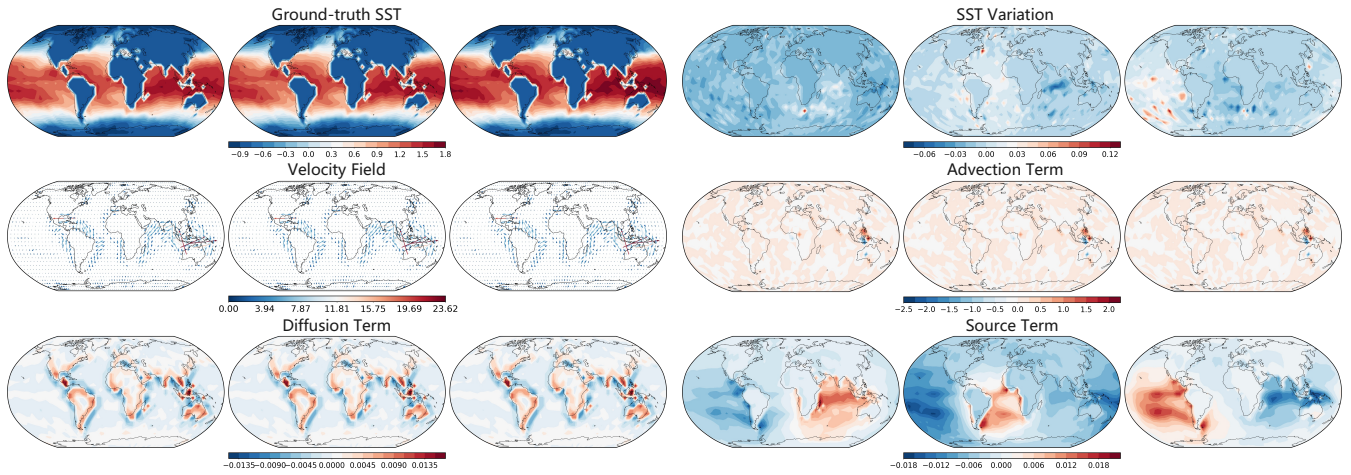 Ground-truth SST
SST Variation
−0.9 −0.6 −0.3 0.0 0.3 0.6 0.9 1.2 1.5 1.8
−0.06 −0.03 0.00 0.03 0.06 0.09 0.12
Velocity Field
Advection Term
0.00 3.94 7.87 11.81 15.75 19.69 23.62
−2.5 −2.0 −1.5 −1.0 −0.5 0.0 0.5 1.0 1.5 2.0
Diffusion Term
Source Term
−0.0135−0.0090−0.0045 0.0000 0.0045 0.0090 0.0135
−0.018 −0.012 −0.006 0.000 0.006 0.012 0.018